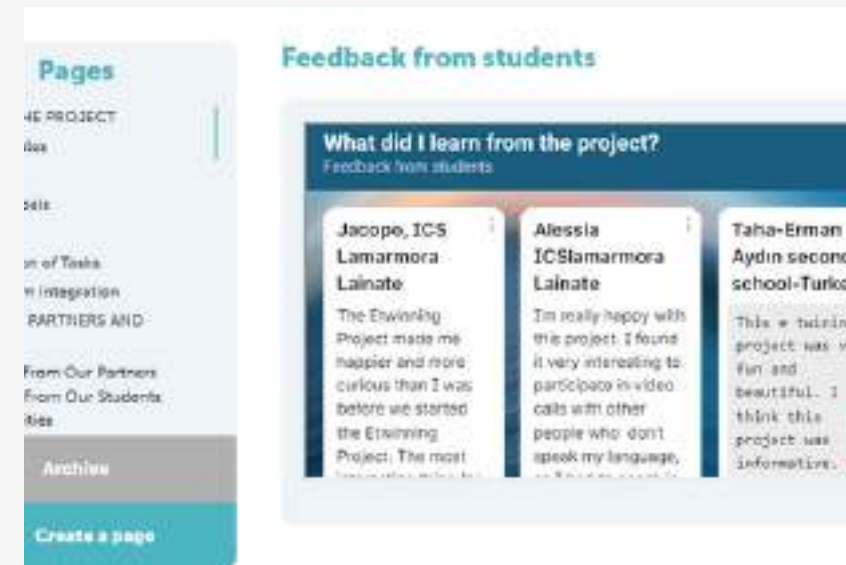 Pages
HE PROJECT
les
oals
on of Tasks
m Integration
PARTNERS AND
From Our Partners
From Our Students
ities
Archive
Create a page
Feedback from students
What did I learn from the project?
Feedback from students
Jacopo, ICS
Lamarmora
Lainate
The Etwinning
Project made me
happier and more
curious than I was
before we started
the Etwinning
Project. The most
Alessia
ICSlamarmora
Lainate
I'm really happy with
this project. I found
it very interesting to
participate in video
calls with other
people who don't
speak my language,
Taha-Erman
Aydın second
school-Turke
This e twinin
project was v
fun and
beautiful. I
think this
project was
informative.